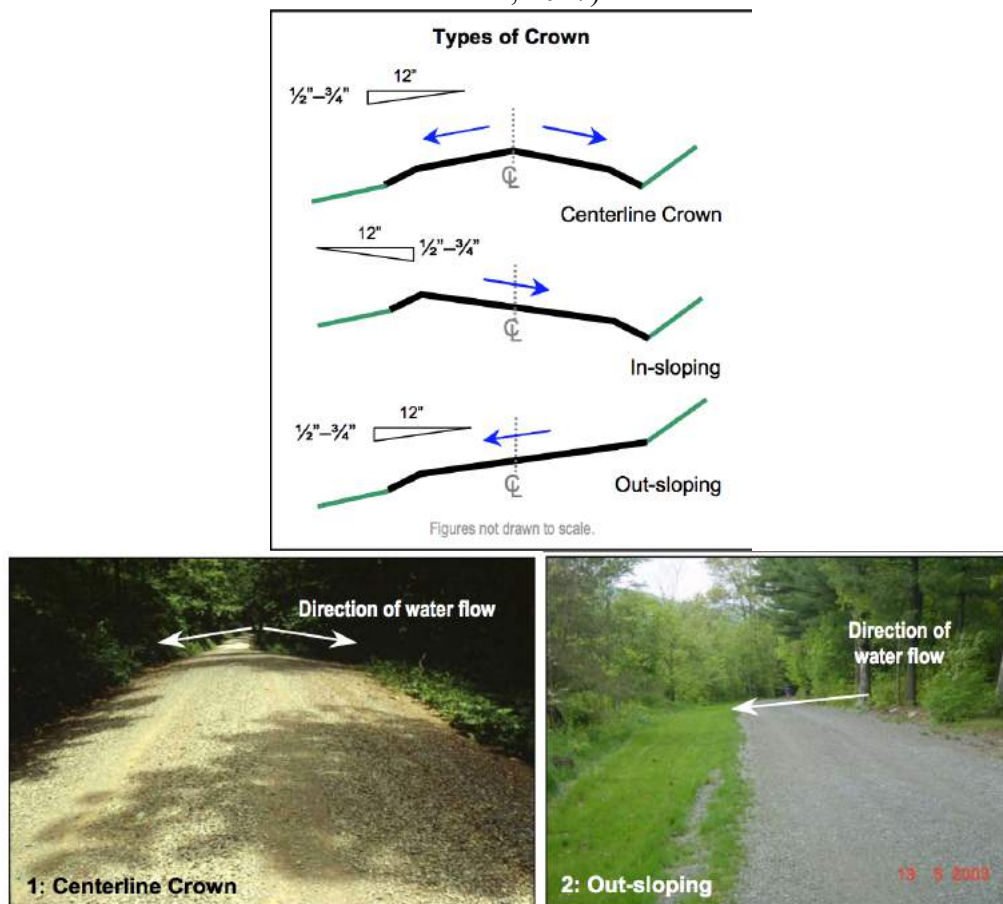 Types of Crown
12"
½"–¾"
℄
Centerline Crown
12"
½"–¾"
℄
In-sloping
12"
½"–¾"
℄
Out-sloping
Figures not drawn to scale.
Direction of water flow
1: Centerline Crown
Direction of
water flow
2: Out-sloping
13 5 2003